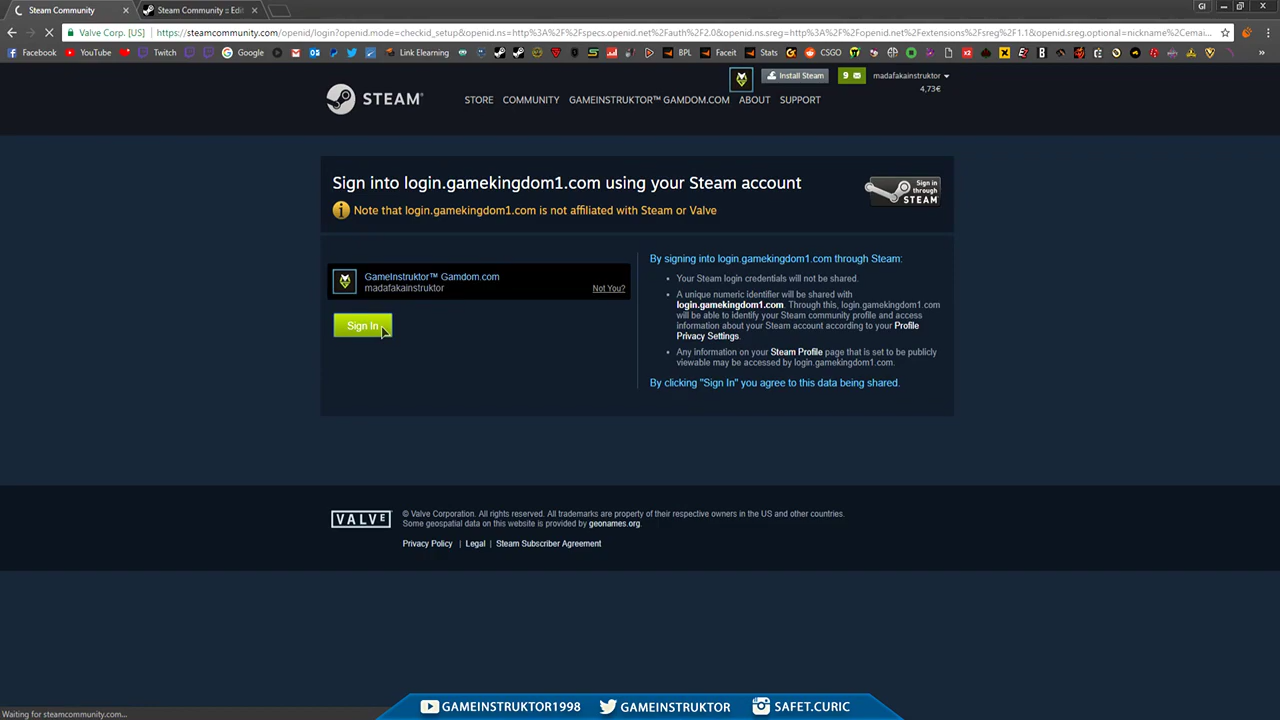 Steam Community
Steam Community :: Edi
GI
Valve Corp. [US]
https://steamcommunity.com/openid/login?openid.mode=checkid_setup&openid.ns=http%3A%2F%2Fspecs.openid.net%2Fauth%2F2.0&openid.ns.sreg=http%3A%2F%2Fopenid.net%2Fextensions%2Fsreg%2F1.1&openid.sreg.optional=nickname%2Cemai...
Facebook
YouTube
Twitch
Google
Link Elearning
BPL
Faceit
Stats
CSGO
Install Steam
9
madafakainstruktor
4,73€
STEAM
STORE COMMUNITY GAMEINSTRUKTOR™ GAMDOM.COM ABOUT SUPPORT
Sign into login.gamekingdom1.com using your Steam account
Note that login.gamekingdom1.com is not affiliated with Steam or Valve
Sign in
through
STEAM
GameInstruktor™ Gamdom.com
madafakainstruktor
Not You?
Sign In
By signing into login.gamekingdom1.com through Steam:
Your Steam login credentials will not be shared.
A unique numeric identifier will be shared with
login.gamekingdom1.com. Through this, login.gamekingdom1.com
will be able to identify your Steam community profile and access
information about your Steam account according to your Profile
Privacy Settings.
Any information on your Steam Profile page that is set to be publicly
viewable may be accessed by login.gamekingdom1.com.
By clicking "Sign In" you agree to this data being shared.
VALVE
© Valve Corporation. All rights reserved. All trademarks are property of their respective owners in the US and other countries.
Some geospatial data on this website is provided by geonames.org.
Privacy Policy | Legal | Steam Subscriber Agreement
GAMEINSTRUKTOR1998
GAMEINSTRUKTOR
SAFET.CURIC
Waiting for steamcommunity.com...